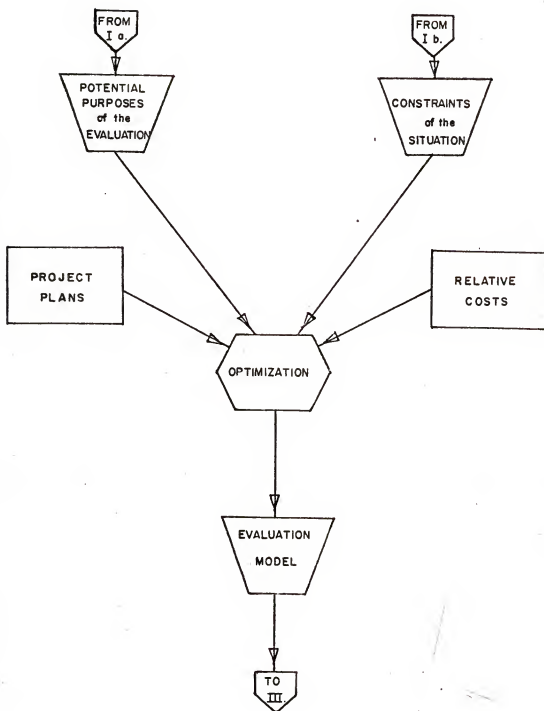 FROM
I a.
FROM
I b.
POTENTIAL
PURPOSES
of the
EVALUATION
CONSTRAINTS
of the
SITUATION
PROJECT
PLANS
RELATIVE
COSTS
OPTIMIZATION
EVALUATION
MODEL
TO
III.